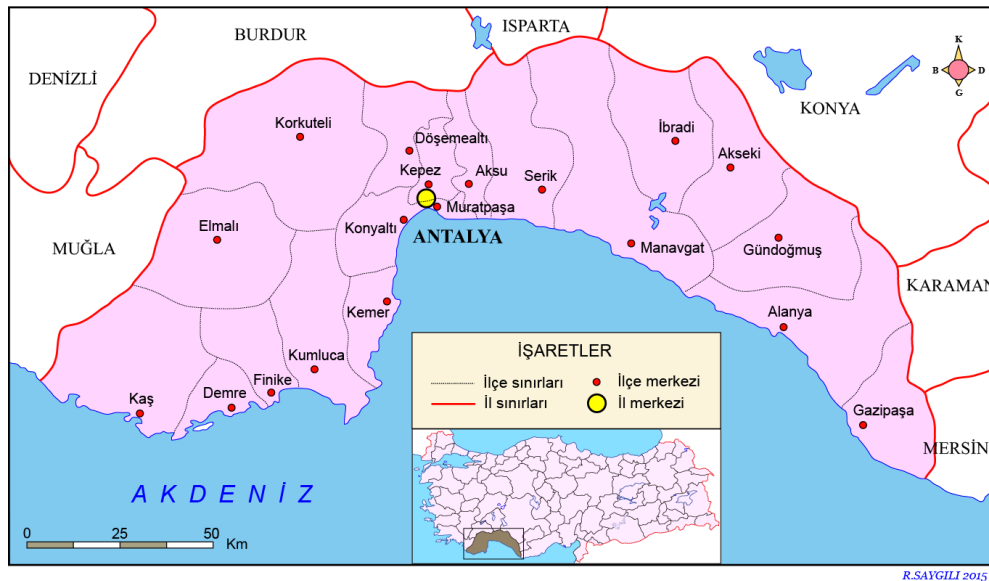 ISPARTA
BURDUR
DENİZLİ
KONYA
K
B
D
G
Korkuteli
Döşemealtı
İbradi
Akseki
Kepez
Aksu
Serik
Muratpaşa
Elmalı
Konyaltı
ANTALYA
Manavgat
Gündoğmuş
MUĞLA
KARAMAN
Kemer
Alanya
Kumluca
Finike
Demre
Kaş
Gazipaşa
MERSİN
İŞARETLER
İlçe sınırları
İlçe merkezi
İl sınırları
İl merkezi
AKDENİZ
0 25 50
Km
R.SAYGILI 2015